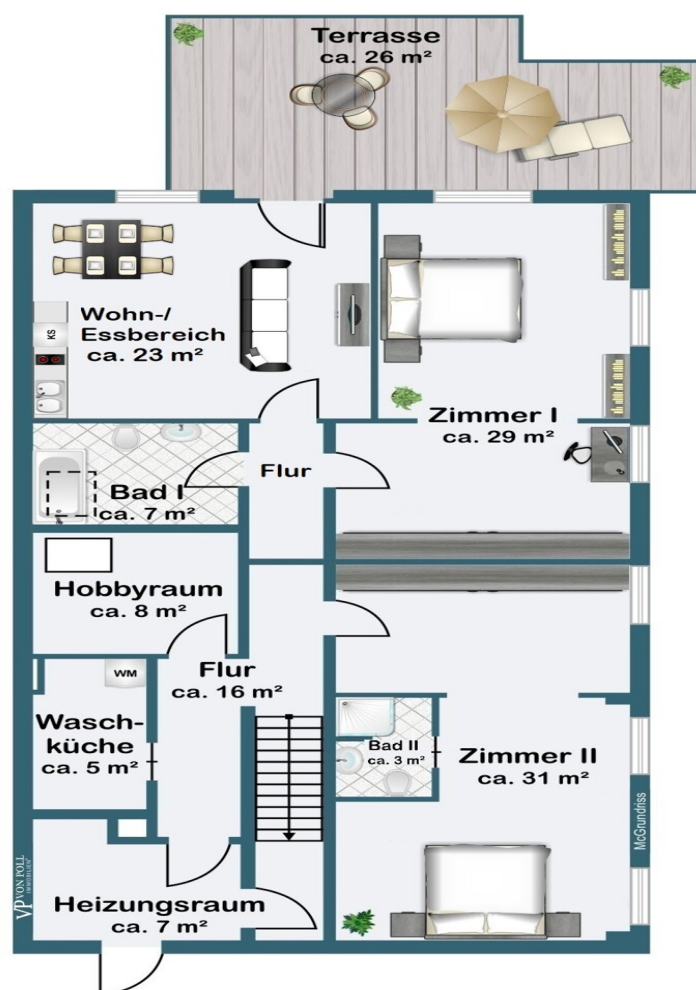 Terrasse
ca. 26 m²
Wohn-/
Essbereich
ca. 23 m²
KS
Zimmer I
ca. 29 m²
Flur
Bad I
ca. 7 m²
Hobbyraum
ca. 8 m²
Flur
ca. 16 m²
WM
Wasch-
küche
ca. 5 m²
Bad II
ca. 3 m²
Zimmer II
ca. 31 m²
McGrundriss
Heizungsraum
ca. 7 m²
VP VON POLL
IMMOBILIEN